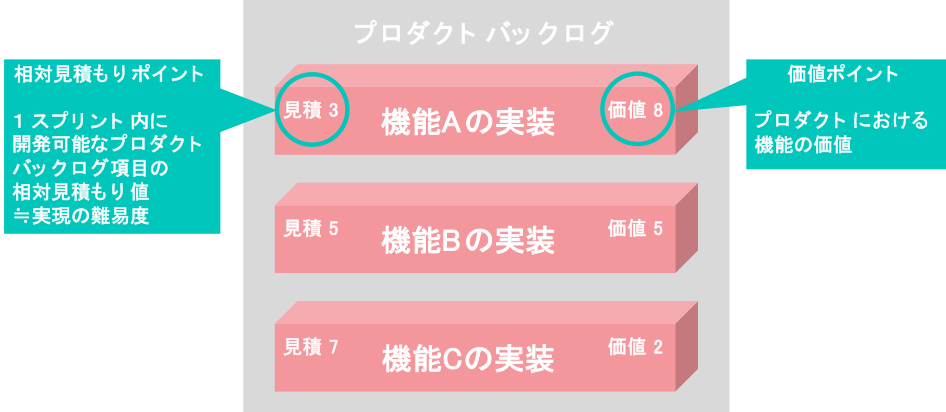 プロダクト バックログ
相対見積もりポイント
1 スプリント 内に
開発可能なプロダクト
バックログ項目の
相対見積もり値
≒実現の難易度
見積 3
機能Aの実装
価値 8
価値ポイント
プロダクト における
機能の価値
見積 5
機能Bの実装
価値 5
見積 7
機能Cの実装
価値 2